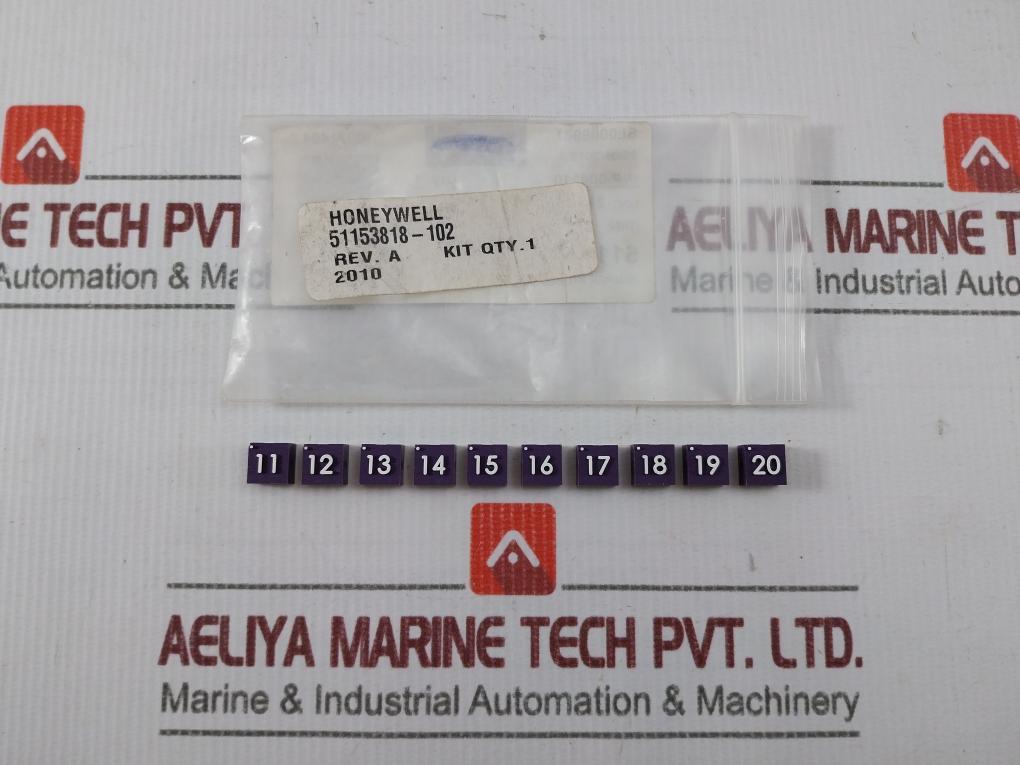 HONEYWELL
51153818-102
REV. A KIT QTY.1
2010
E TECH PVT
AELIYA MARINE T
Automation & Mac
Marine & Industrial Auto
11 12 13 14 15 16 17 18 19 20
AELIYA MARINE TECH PVT. LTD.
Marine & Industrial Automation & Machinery